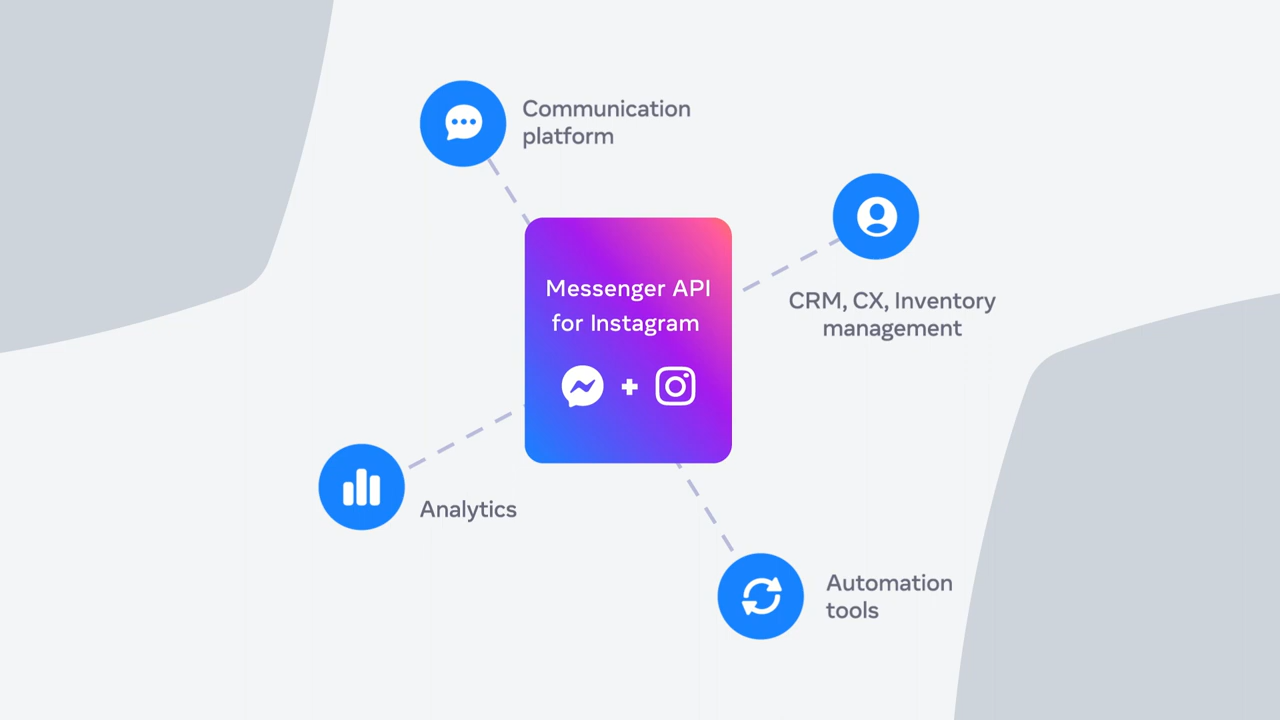 Communication
platform
Messenger API
for Instagram
CRM, CX, Inventory
management
Analytics
Automation
tools